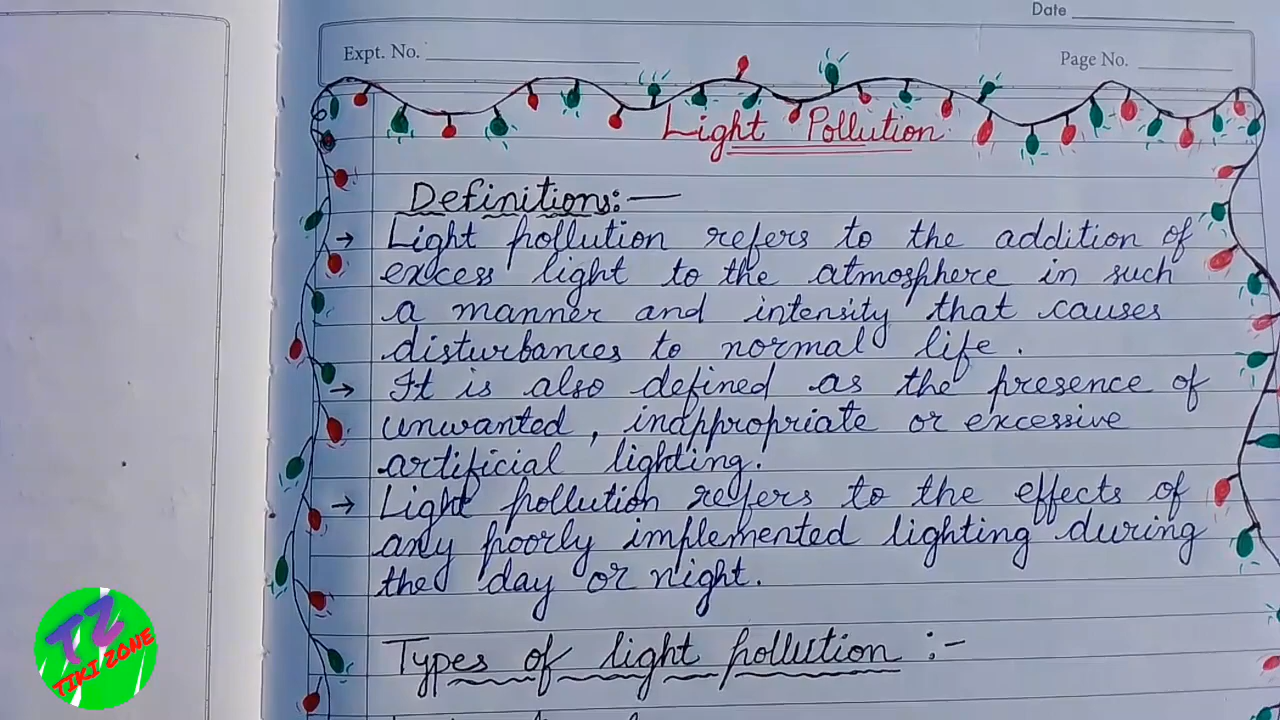 Date
Expt. No.
Page No.
Light Pollution
Definitions:—
→ Light pollution refers to the addition of
excess light to the atmosphere in such
a manner and intensity that causes
disturbances to normal life.
→ It is also defined as the presence of
unwanted, inappropriate or excessive
artificial lighting.
→ Light pollution refers to the effects of
any poorly implemented lighting during
the day or night.
Types of light pollution :-
TZ
TIKI ZONE